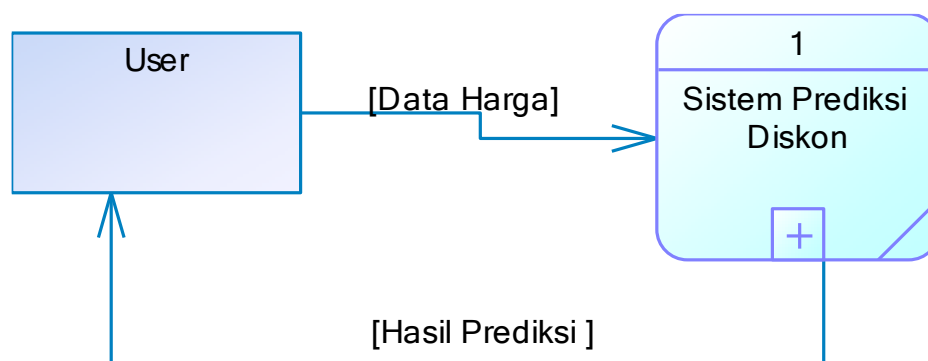 User
[Data Harga]
1
Sistem Prediksi
Diskon
[Hasil Prediksi ]